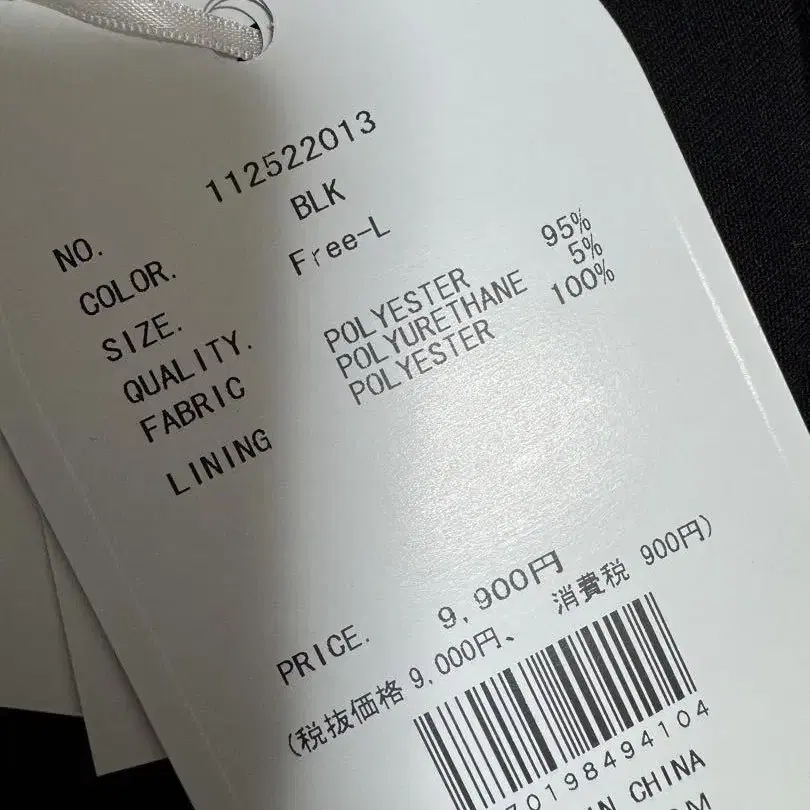 NO. 112522013
COLOR. BLK
SIZE. Free-L
QUALITY.
FABRIC POLYESTER 95%
POLYURETHANE 5%
LINING POLYESTER 100%
PRICE. 9,900円
(税抜価格 9,000円、 消費税 900円)
70198494104
IN CHINA